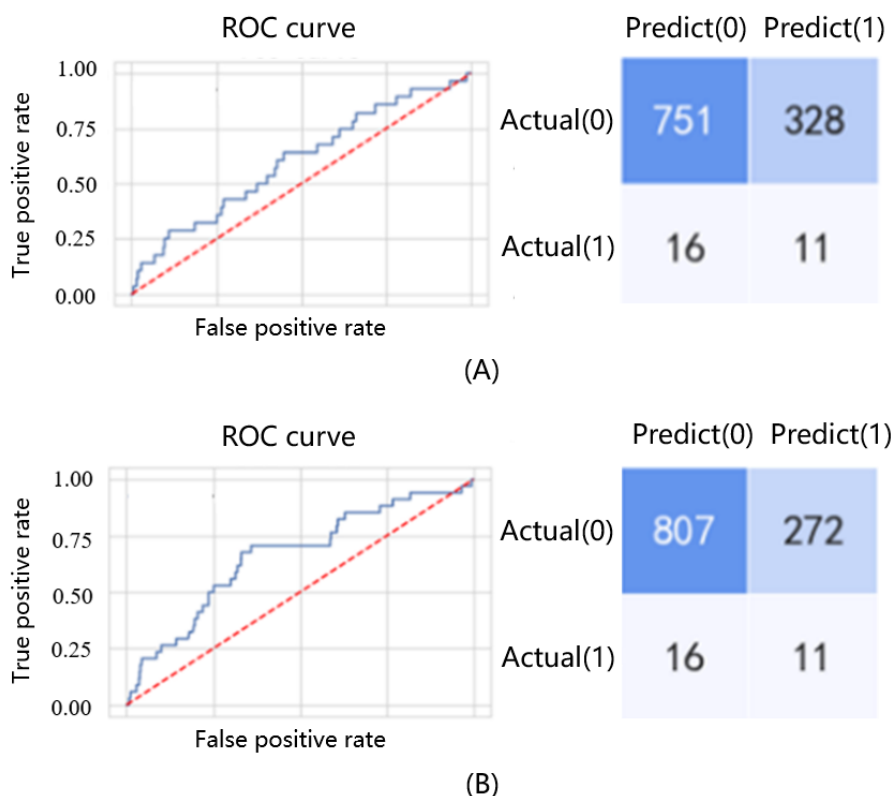 ROC curve
Predict(0) Predict(1)
1.00
0.75
0.50
0.25
0.00
True positive rate
False positive rate
Actual(0)
751 328
Actual(1)
16 11
(A)
ROC curve
Predict(0) Predict(1)
1.00
0.75
0.50
0.25
0.00
True positive rate
False positive rate
Actual(0)
807 272
Actual(1)
16 11
(B)